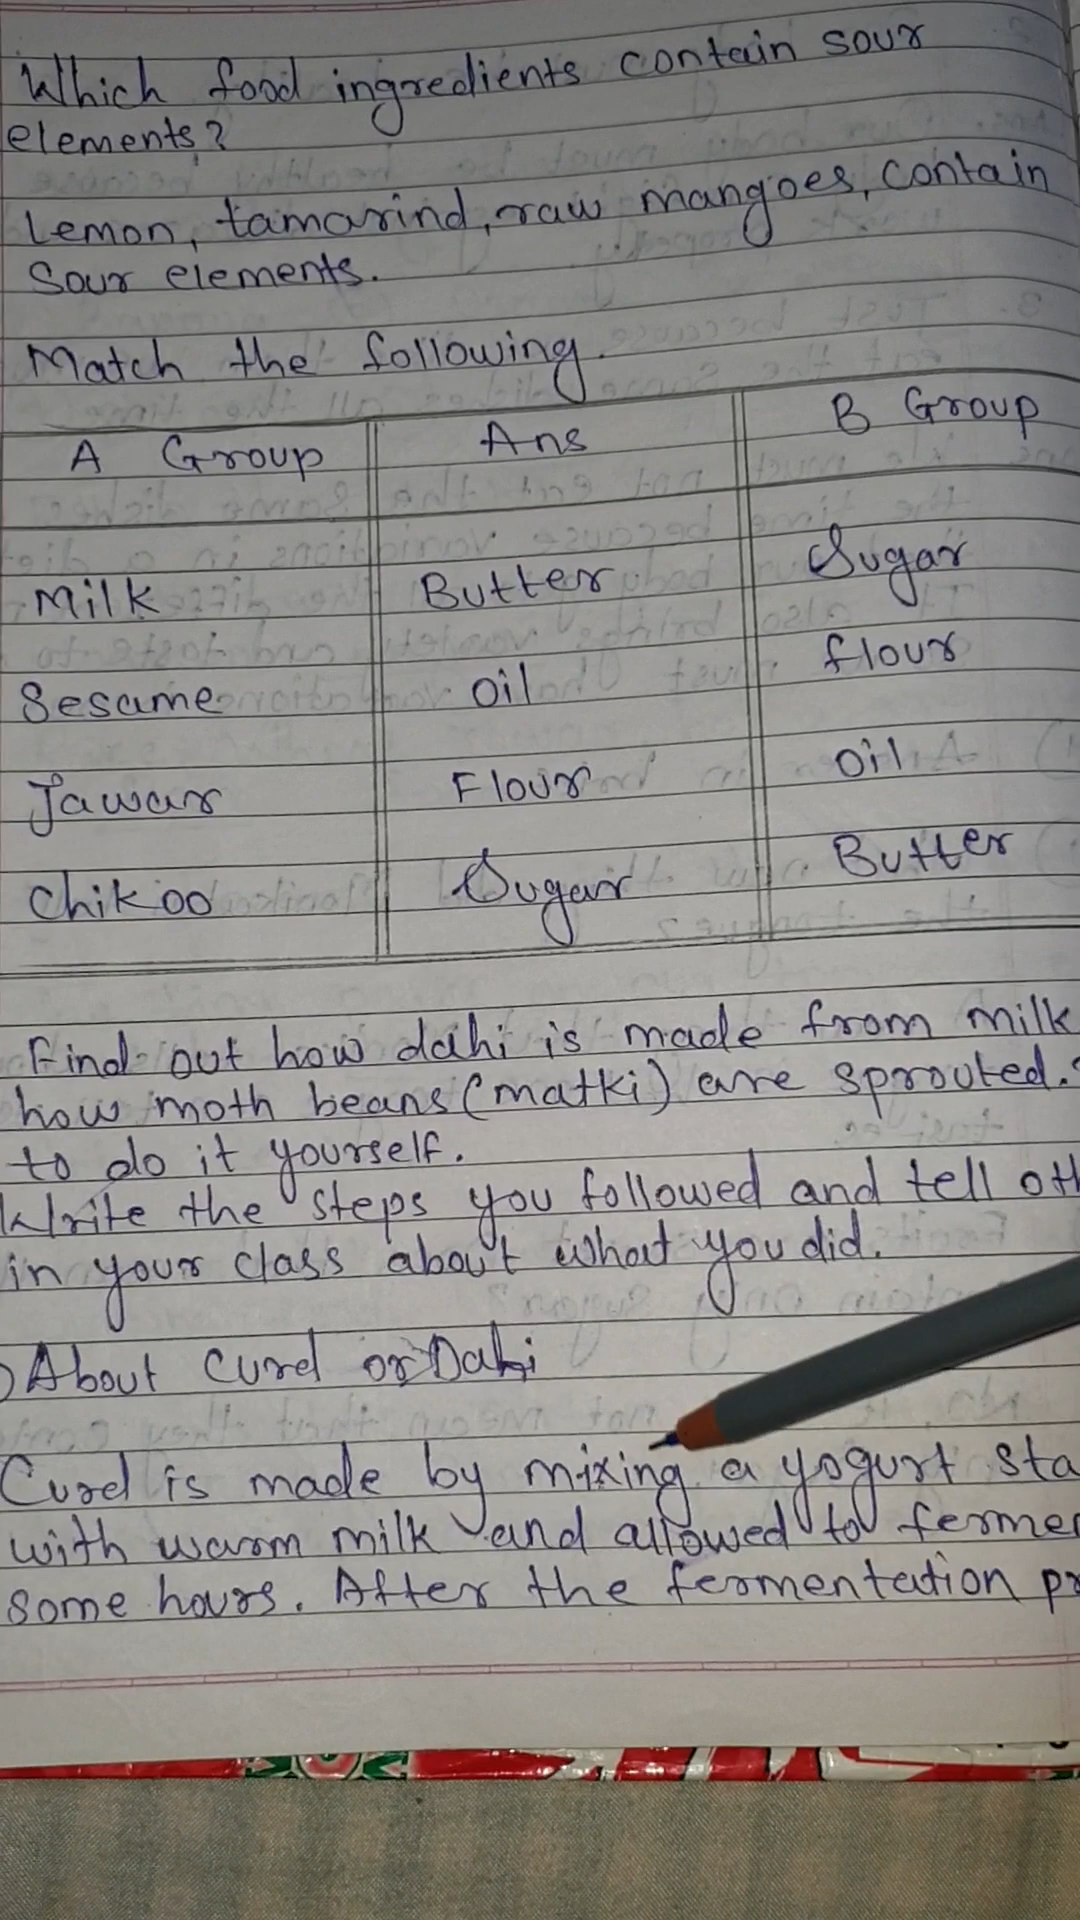 Which food ingredients contain sour
elements?
Lemon, tamarind, raw mangoes, contain
Sour elements.
Match the following.
A Group Ans B Group
Milk Butter Sugar
Sesame Oil flour
Jawar Flour Oil
Chikoo Sugar Butter
Find out how dahi is made from milk
how moth beans (matki) are sprouted.
to do it yourself.
Write the steps you followed and tell
in your class about what you did.
About Curd or Dahi
Curd is made by mixing a yogurt
with warm milk and allowed to
some hours. After the fermentation